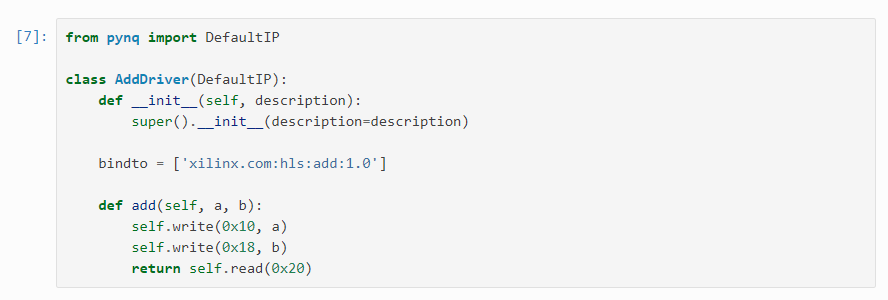 [7]: from pynq import DefaultIP
class AddDriver(DefaultIP):
    def __init__(self, description):
        super().__init__(description=description)
    bindto = ['xilinx.com:hls:add:1.0']
    def add(self, a, b):
        self.write(0x10, a)
        self.write(0x18, b)
        return self.read(0x20)